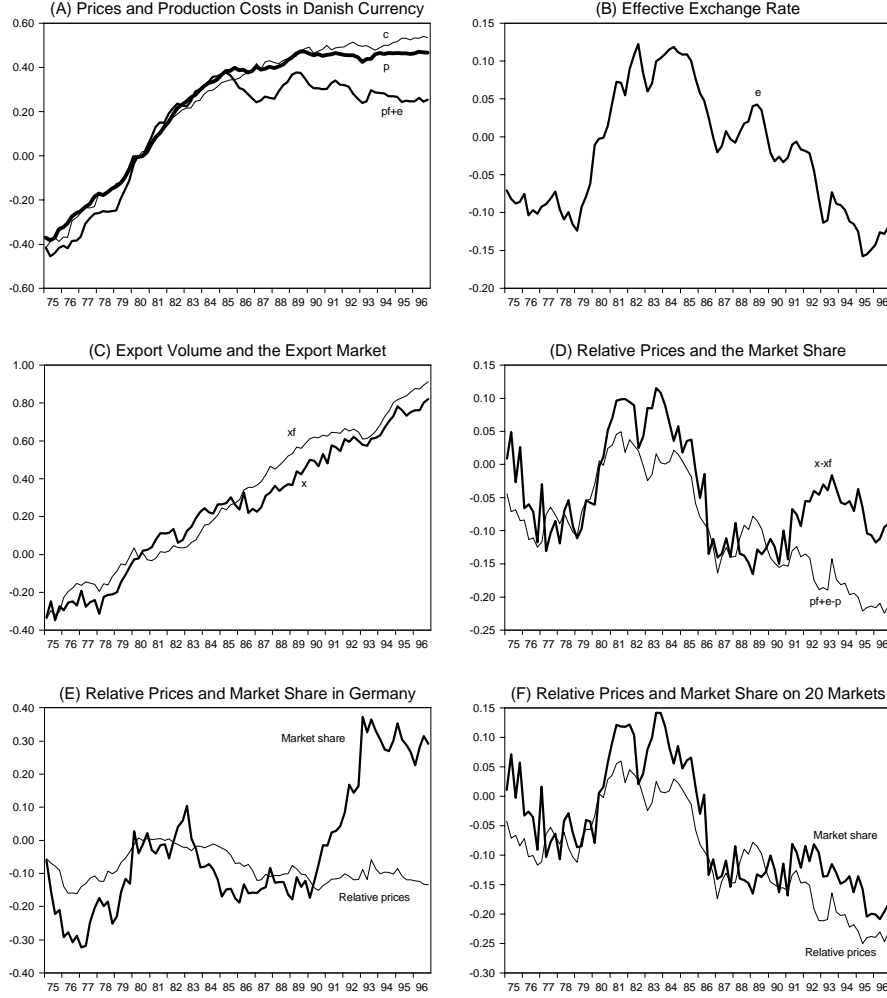 (A) Prices and Production Costs in Danish Currency
0.60
0.40
0.20
0.00
-0.20
-0.40
-0.60
c
p
pf+e
75 76 77 78 79 80 81 82 83 84 85 86 87 88 89 90 91 92 93 94 95 96
(B) Effective Exchange Rate
0.15
0.10
0.05
0.00
-0.05
-0.10
-0.15
-0.20
e
75 76 77 78 79 80 81 82 83 84 85 86 87 88 89 90 91 92 93 94 95 96
(C) Export Volume and the Export Market
1.00
0.80
0.60
0.40
0.20
0.00
-0.20
-0.40
xf
x
75 76 77 78 79 80 81 82 83 84 85 86 87 88 89 90 91 92 93 94 95 96
(D) Relative Prices and the Market Share
0.15
0.10
0.05
0.00
-0.05
-0.10
-0.15
-0.20
-0.25
x-xf
pf+e-p
75 76 77 78 79 80 81 82 83 84 85 86 87 88 89 90 91 92 93 94 95 96
(E) Relative Prices and Market Share in Germany
0.40
0.30
0.20
0.10
0.00
-0.10
-0.20
-0.30
-0.40
Market share
Relative prices
75 76 77 78 79 80 81 82 83 84 85 86 87 88 89 90 91 92 93 94 95 96
(F) Relative Prices and Market Share on 20 Markets
0.15
0.10
0.05
0.00
-0.05
-0.10
-0.15
-0.20
-0.25
-0.30
Market share
Relative prices
75 76 77 78 79 80 81 82 83 84 85 86 87 88 89 90 91 92 93 94 95 96